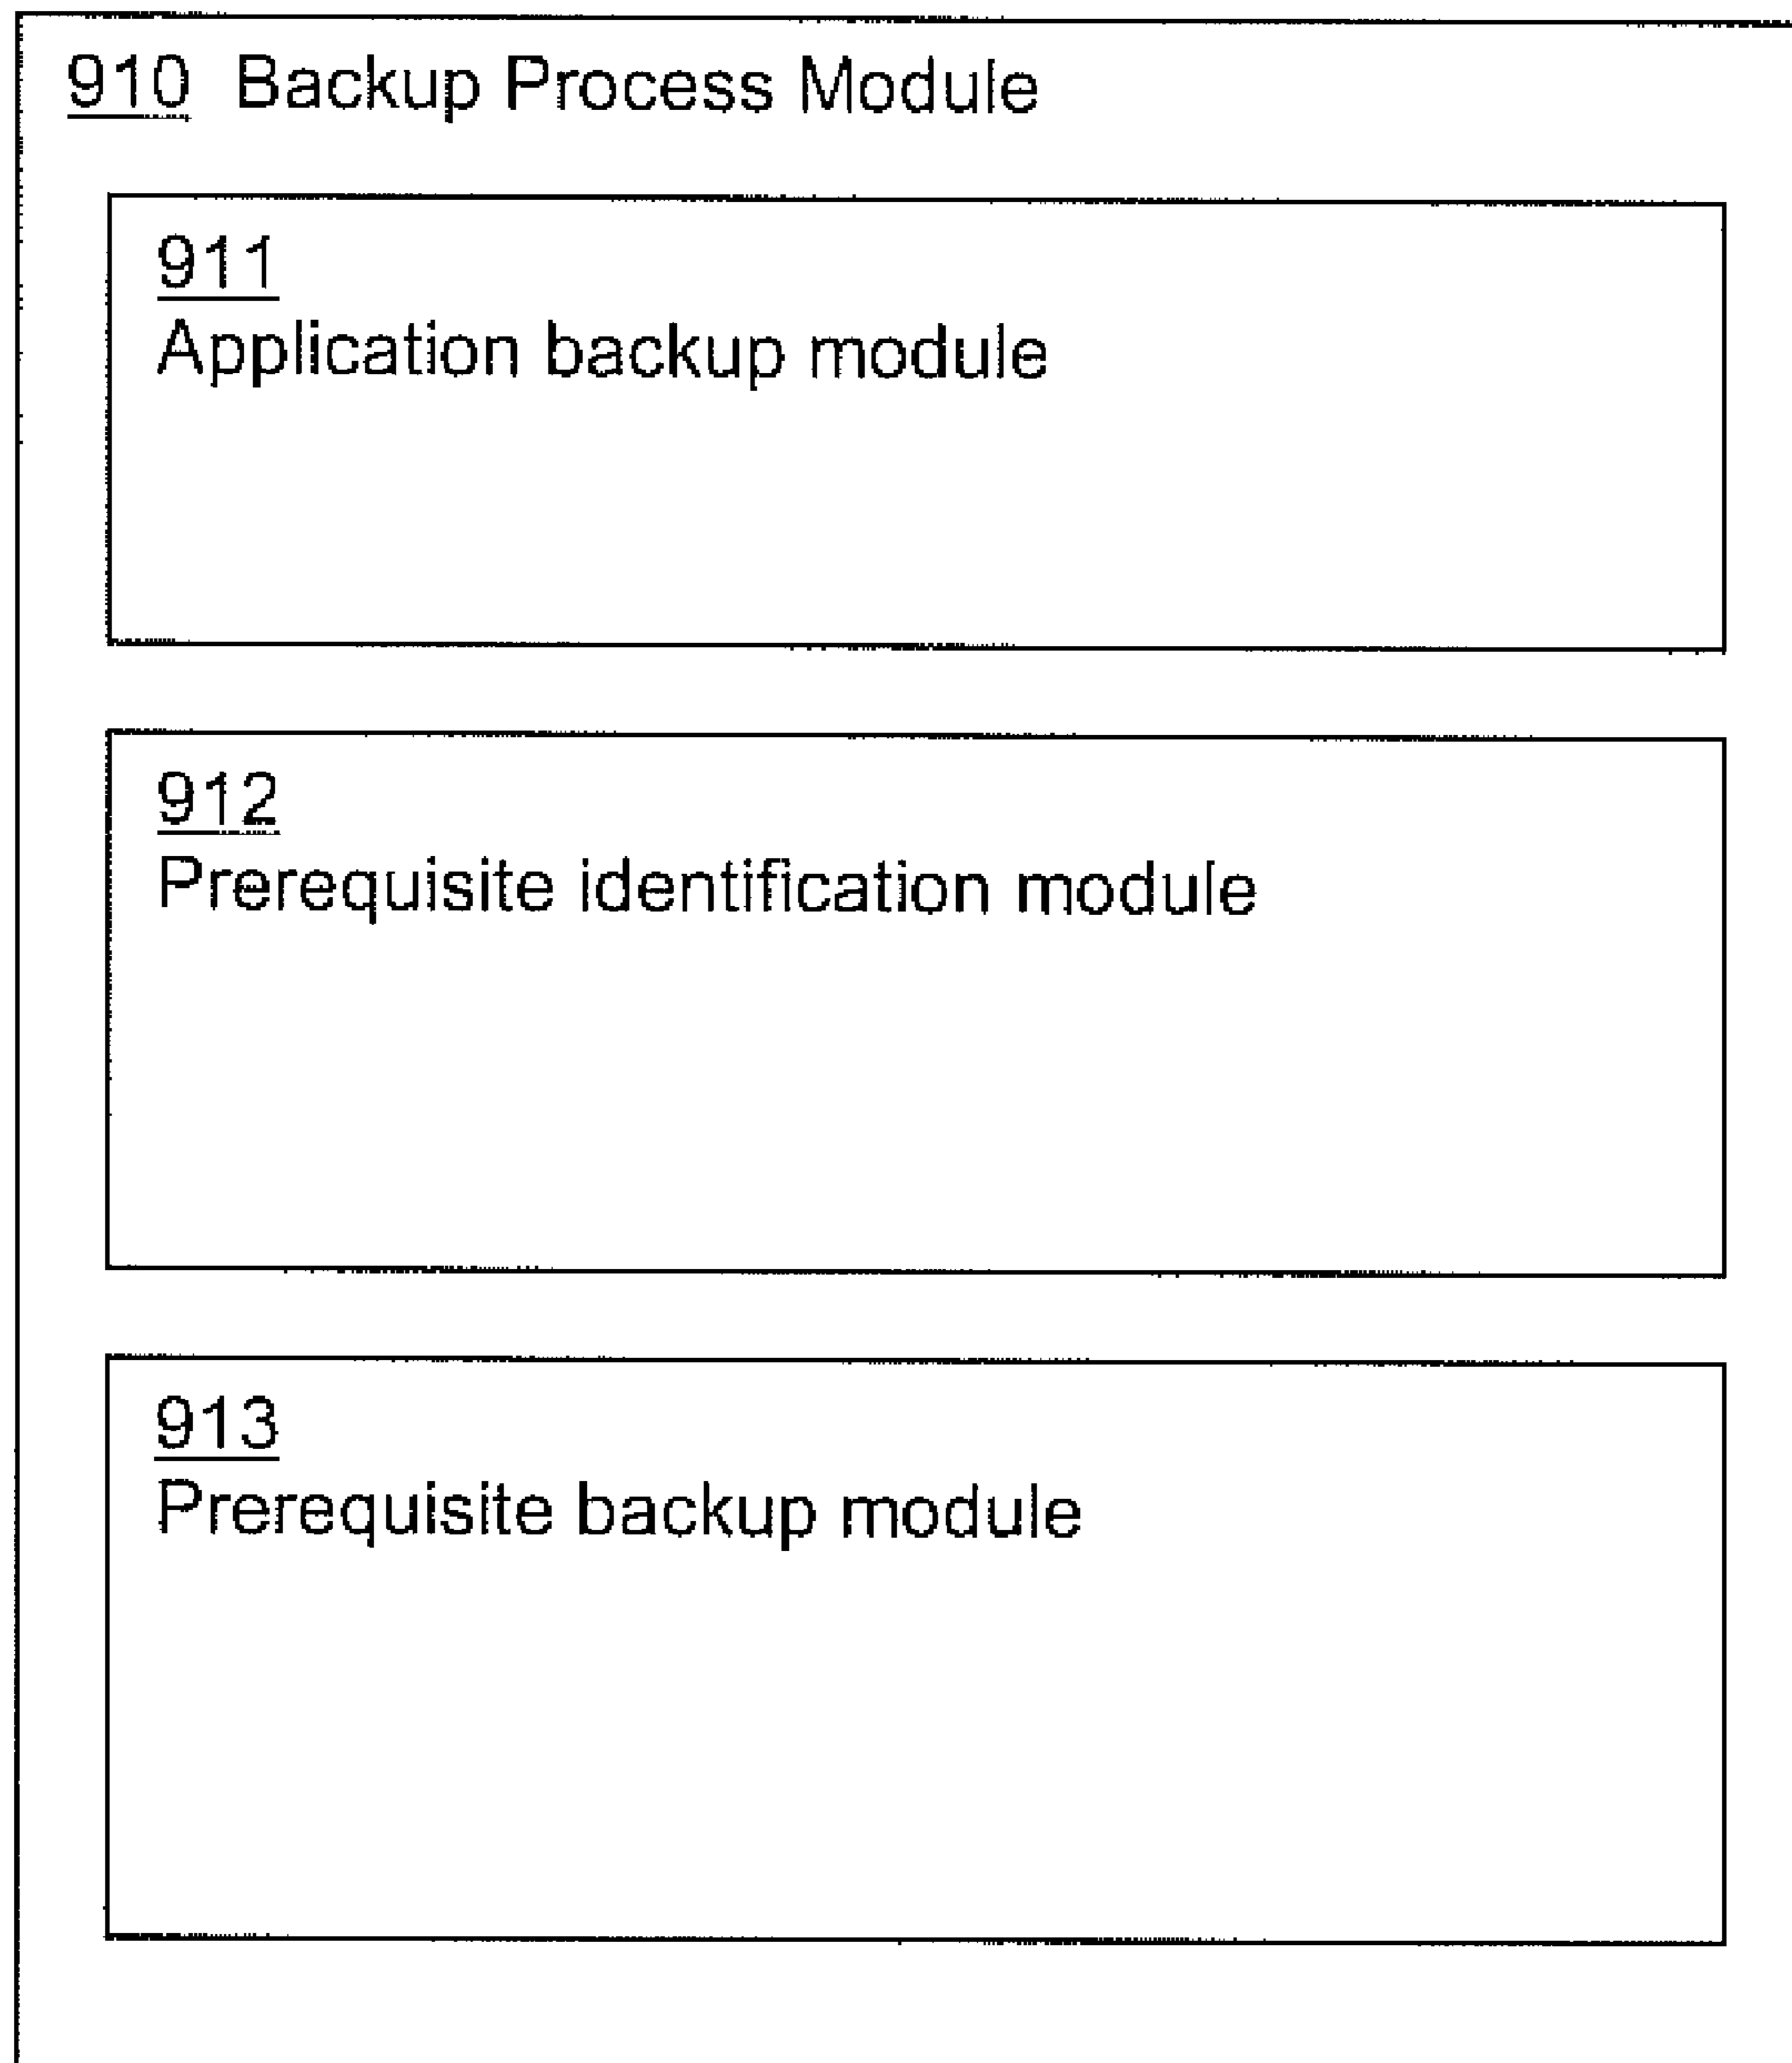 910 Backup Process Module
911
Application backup module
912
Prerequisite identification module
913
Prerequisite backup module